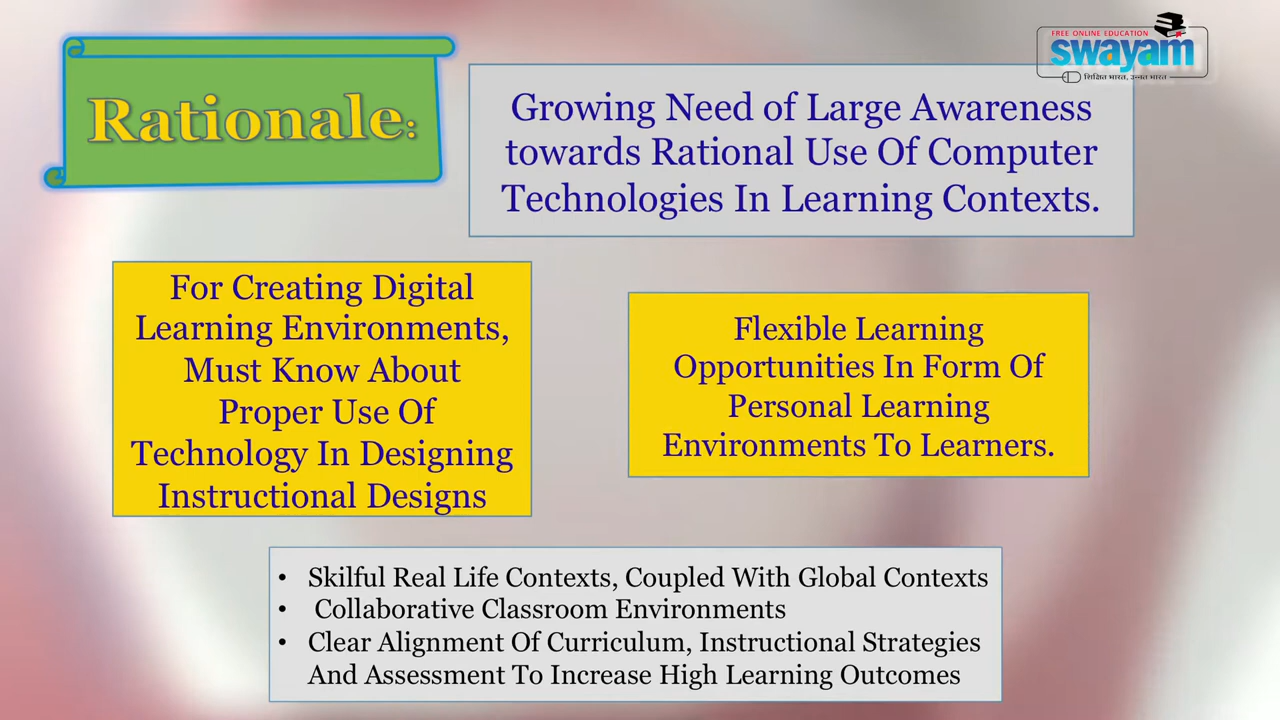 FREE ONLINE EDUCATION
swayam
शिक्षित भारत, उन्नत भारत
Rationale:
Growing Need of Large Awareness
towards Rational Use Of Computer
Technologies In Learning Contexts.
For Creating Digital
Learning Environments,
Must Know About
Proper Use Of
Technology In Designing
Instructional Designs
Flexible Learning
Opportunities In Form Of
Personal Learning
Environments To Learners.
• Skilful Real Life Contexts, Coupled With Global Contexts
• Collaborative Classroom Environments
• Clear Alignment Of Curriculum, Instructional Strategies
And Assessment To Increase High Learning Outcomes